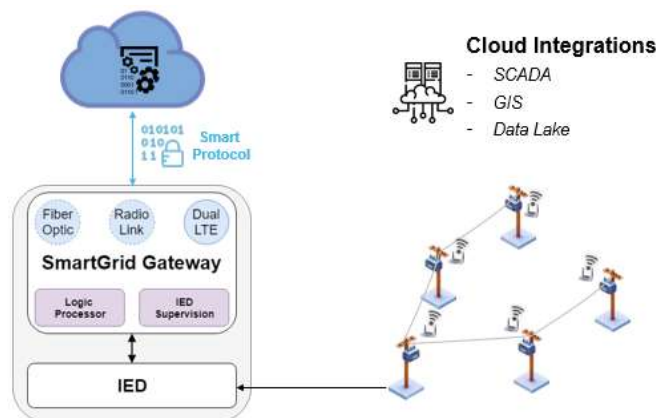 Cloud Integrations
- SCADA
- GIS
- Data Lake
010101
010
11
Smart
Protocol
Fiber
Optic
Radio
Link
Dual
LTE
SmartGrid Gateway
Logic
Processor
IED
Supervision
IED